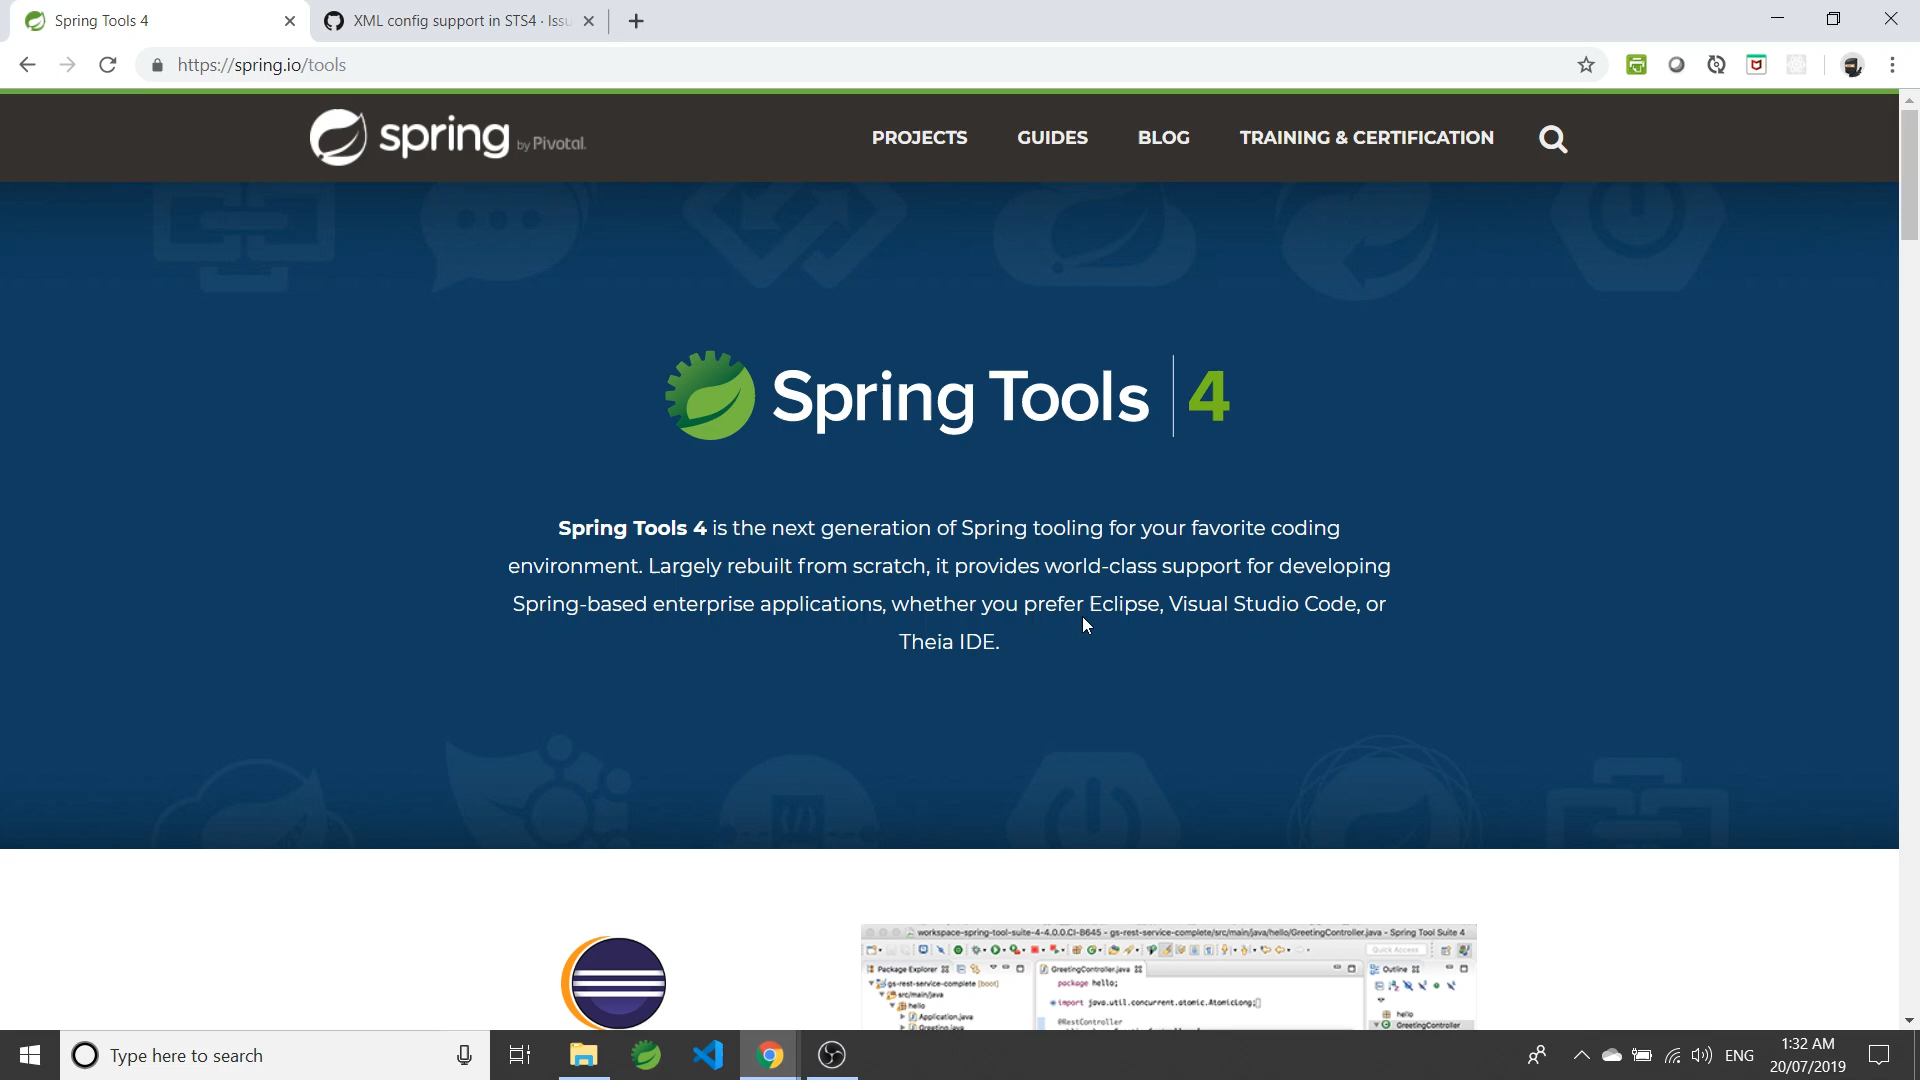 Spring Tools 4
XML config support in STS4 · Issu
https://spring.io/tools
spring by Pivotal.
PROJECTS
GUIDES
BLOG
TRAINING & CERTIFICATION
Spring Tools 4
Spring Tools 4 is the next generation of Spring tooling for your favorite coding
environment. Largely rebuilt from scratch, it provides world-class support for developing
Spring-based enterprise applications, whether you prefer Eclipse, Visual Studio Code, or
Theia IDE.
workspace-spring-tool-suite-4-4.0.0.CI-B645 - gs-rest-service-complete/src/main/java/hello/GreetingController.java - Spring Tool Suite 4
Quick Access
Package Explorer
GreetingController.java
Outline
gs-rest-service-complete [boot]
package hello;
src/main/java
hello
import java.util.concurrent.atomic.AtomicLong;
hello
Application.java
@RestController
GreetingController
Greeting.java
Type here to search
ENG
1:32 AM
20/07/2019